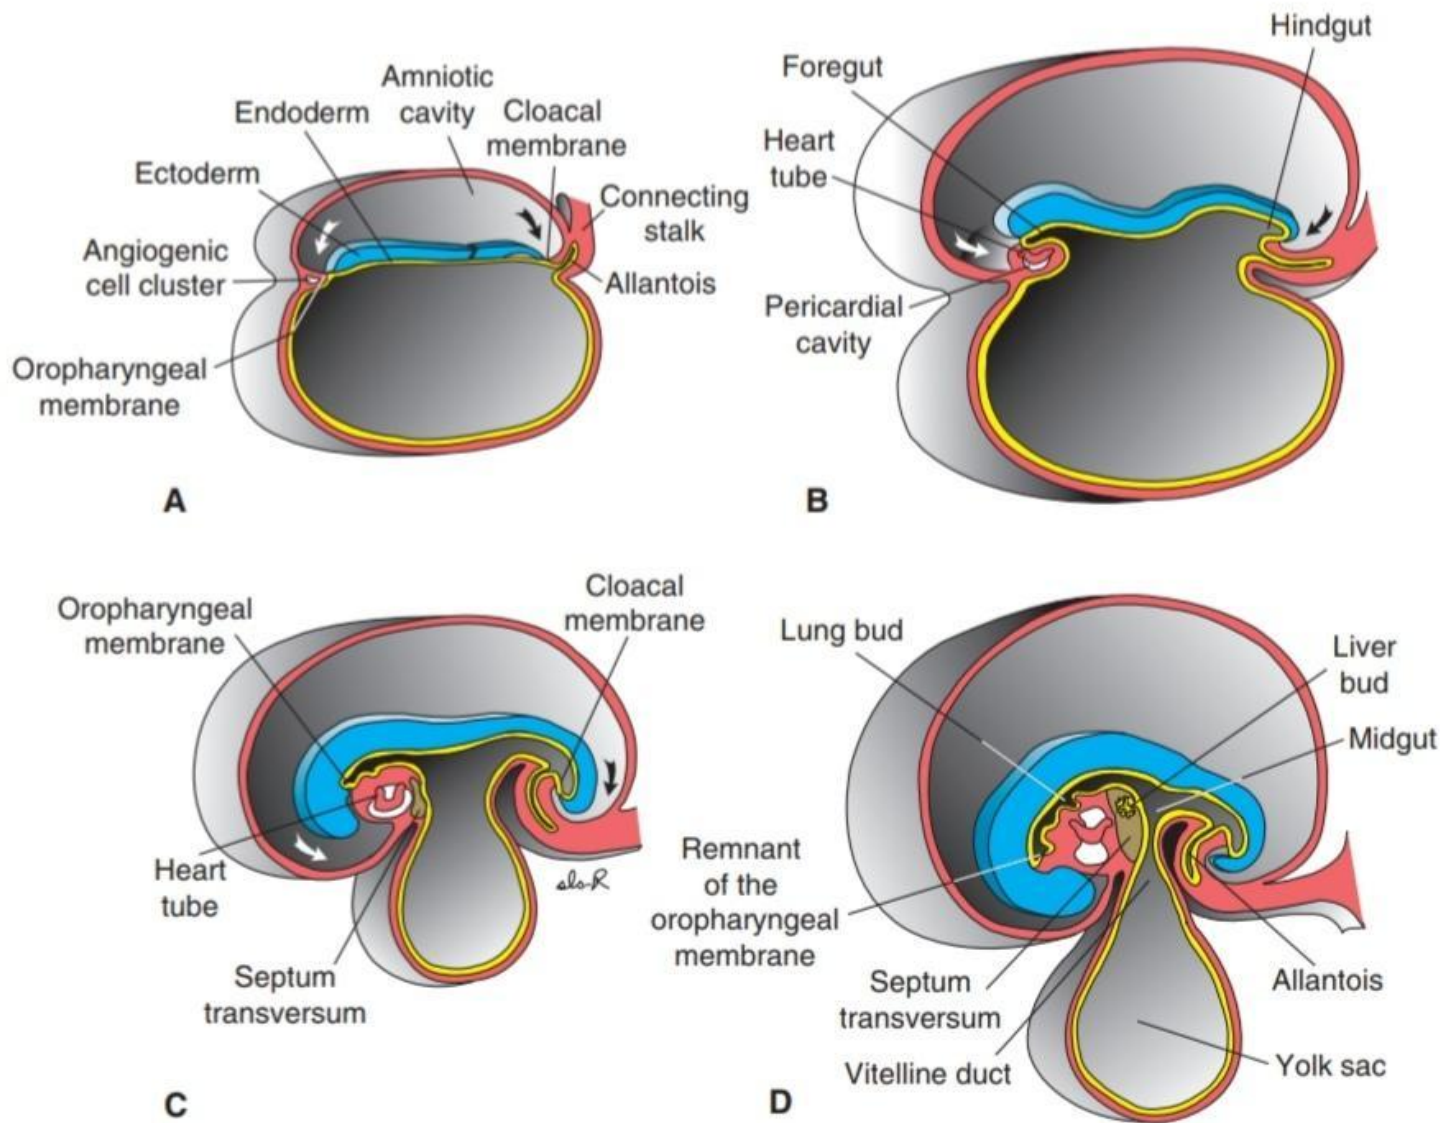 Amniotic
cavity
Endoderm
Cloacal
membrane
Ectoderm
Connecting
stalk
Angiogenic
cell cluster
Allantois
Oropharyngeal
membrane
A
Hindgut
Foregut
Heart
tube
Pericardial
cavity
B
Cloacal
membrane
Oropharyngeal
membrane
Heart
tube
Septum
transversum
C
Lung bud
Liver
bud
Midgut
Remnant
of the
oropharyngeal
membrane
Septum
transversum
Allantois
Vitelline duct
Yolk sac
D